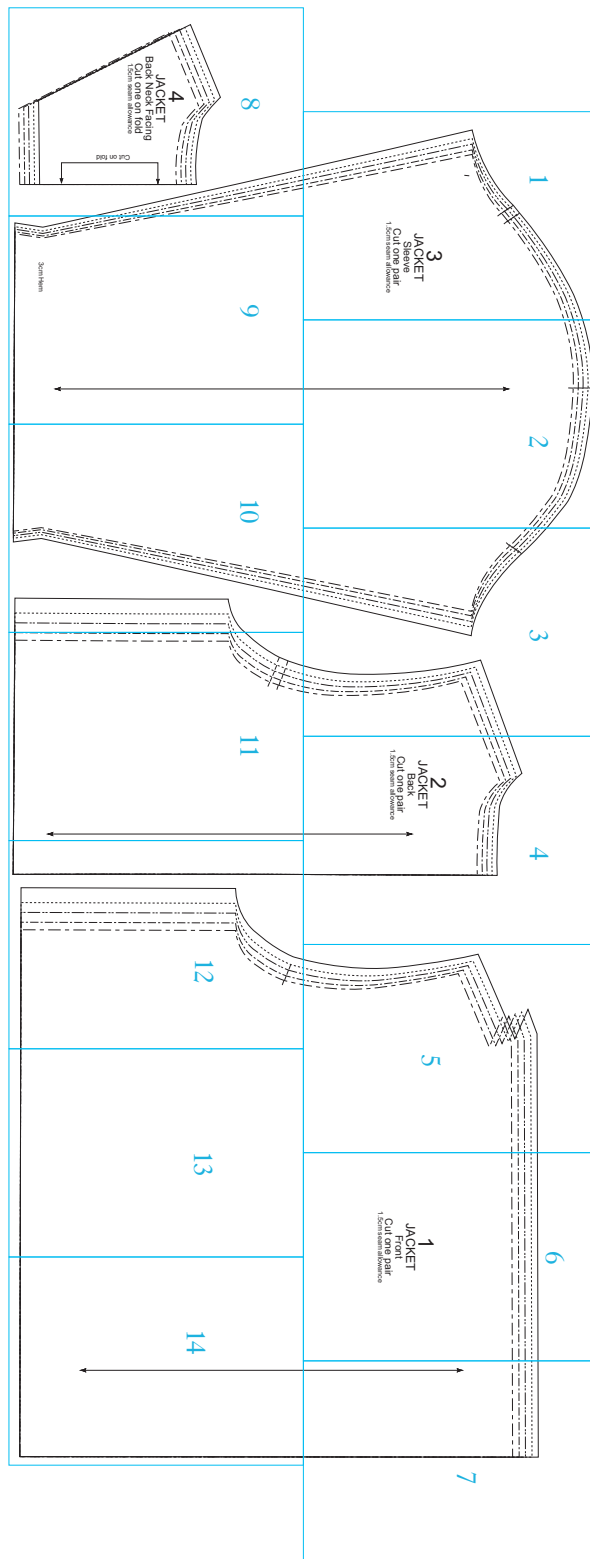 4
JACKET
Back Neck Facing
Cut one on fold
1.5cm seam allowance
Cut on fold
8
1
3
JACKET
Sleeve
Cut one pair
1.5cm seam allowance
3cm Hem
9
2
10
3
11
2
JACKET
Back
Cut one pair
1.5cm seam allowance
4
12
5
13
1
JACKET
Front
Cut one pair
1.5cm seam allowance
6
14
7